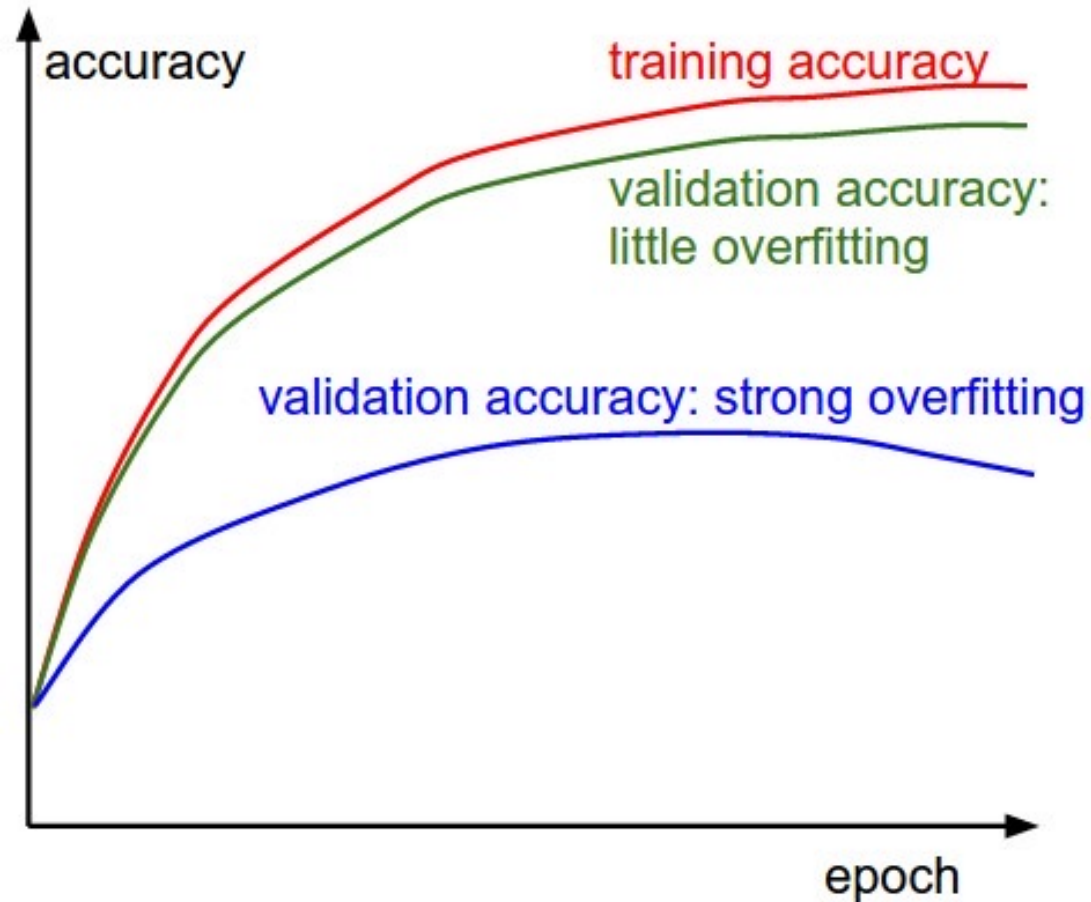 accuracy
training accuracy
validation accuracy:
little overfitting
validation accuracy: strong overfitting
epoch